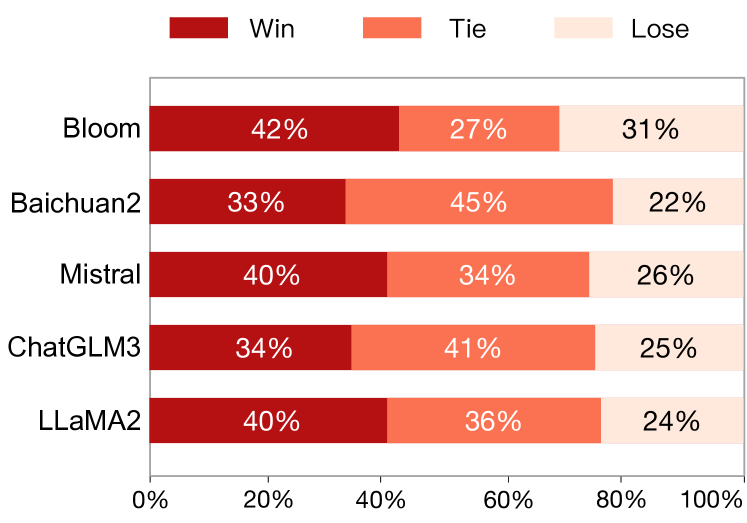 Win Tie Lose
Bloom 42% 27% 31%
Baichuan2 33% 45% 22%
Mistral 40% 34% 26%
ChatGLM3 34% 41% 25%
LLaMA2 40% 36% 24%
0% 20% 40% 60% 80% 100%